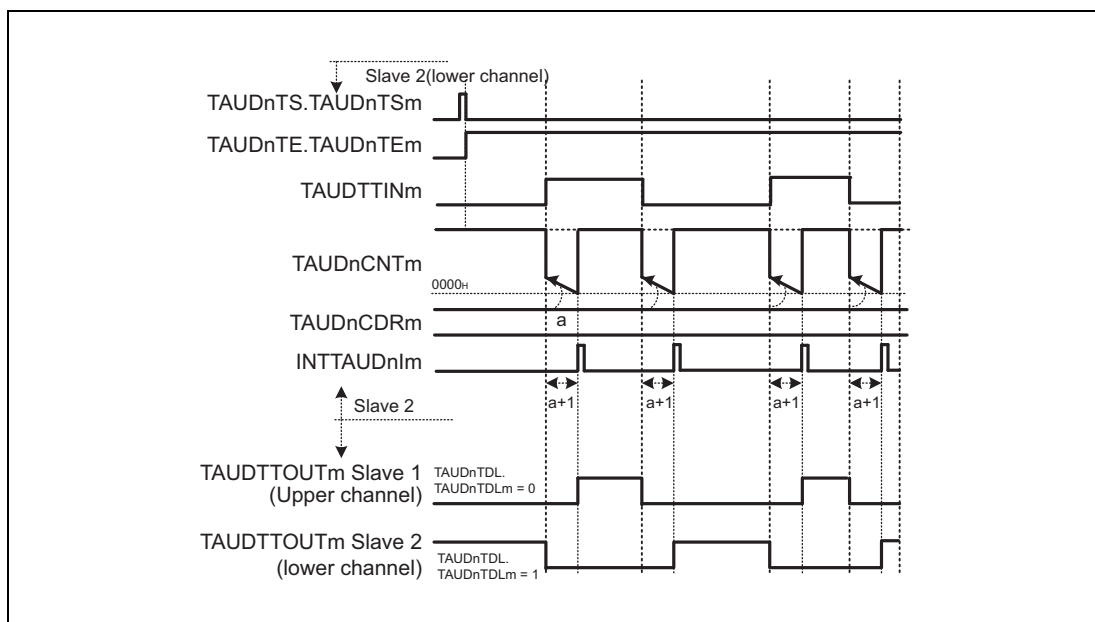 Slave 2(lower channel)
TAUDnTS.TAUDnTSm
TAUDnTE.TAUDnTEm
TAUDTTINm
TAUDnCNTm
0000H
a
TAUDnCDRm
INTTAUDnIm
a+1 a+1 a+1 a+1
Slave 2
TAUDTTOUTm Slave 1
(Upper channel)
TAUDnTDL.
TAUDnTDLm = 0
TAUDTTOUTm Slave 2
(lower channel)
TAUDnTDL.
TAUDnTDLm = 1